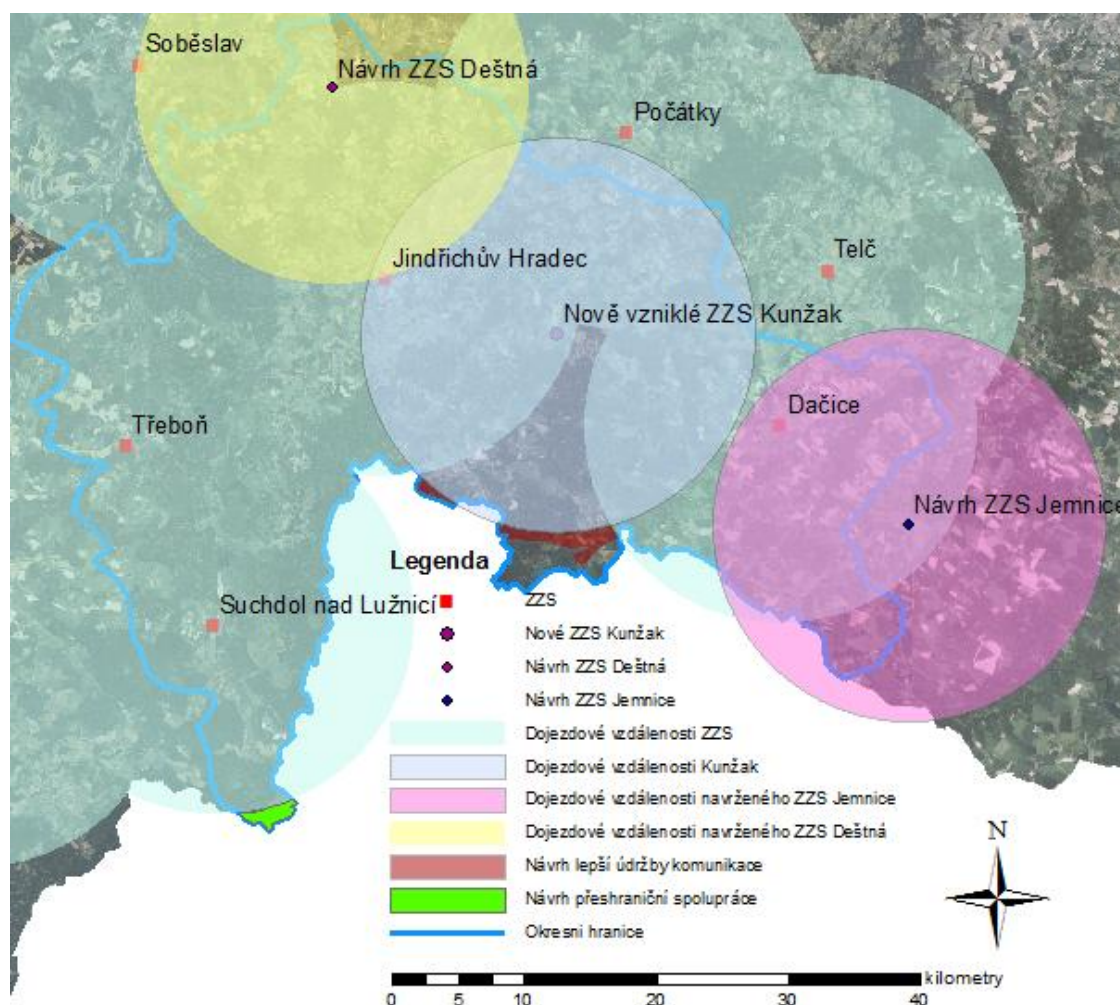 Soběslav
Návrh ZZS Deštná
Počátky
Jindřichův Hradec
Telč
Nově vzniklé ZZS Kunžak
Dačice
Třeboň
Návrh ZZS Jemnice
Suchdol nad Lužnicí
Legenda
ZZS
Nové ZZS Kunžak
Návrh ZZS Deštná
Návrh ZZS Jemnice
Dojezdové vzdálenosti ZZS
Dojezdové vzdálenosti Kunžak
Dojezdové vzdálenosti navrženého ZZS Jemnice
Dojezdové vzdálenosti navrženého ZZS Deštná
Návrh lepší údržby komunikace
Návrh přeshraniční spolupráce
Okresni hranice
N
kilometry
0 5 10 20 30 40